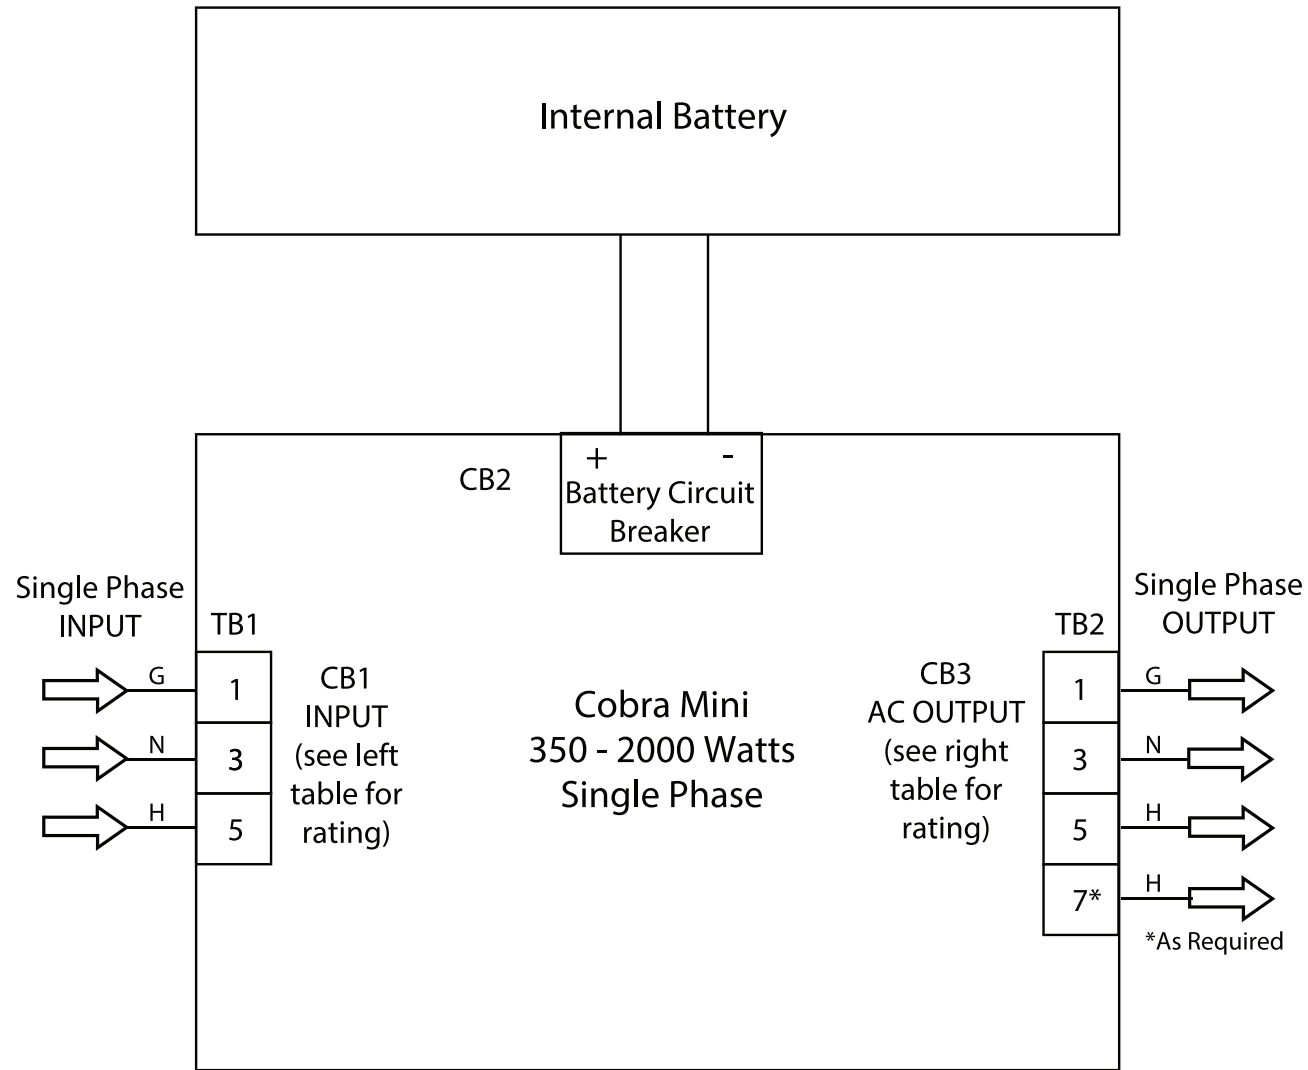 Internal Battery
+ -
CB2
Battery Circuit
Breaker
Single Phase
INPUT
TB1
G
1
N
3
H
5
CB1
INPUT
(see left
table for
rating)
Cobra Mini
350 - 2000 Watts
Single Phase
CB3
AC OUTPUT
(see right
table for
rating)
TB2
Single Phase
OUTPUT
1
G
3
N
5
H
7*
H
*As Required